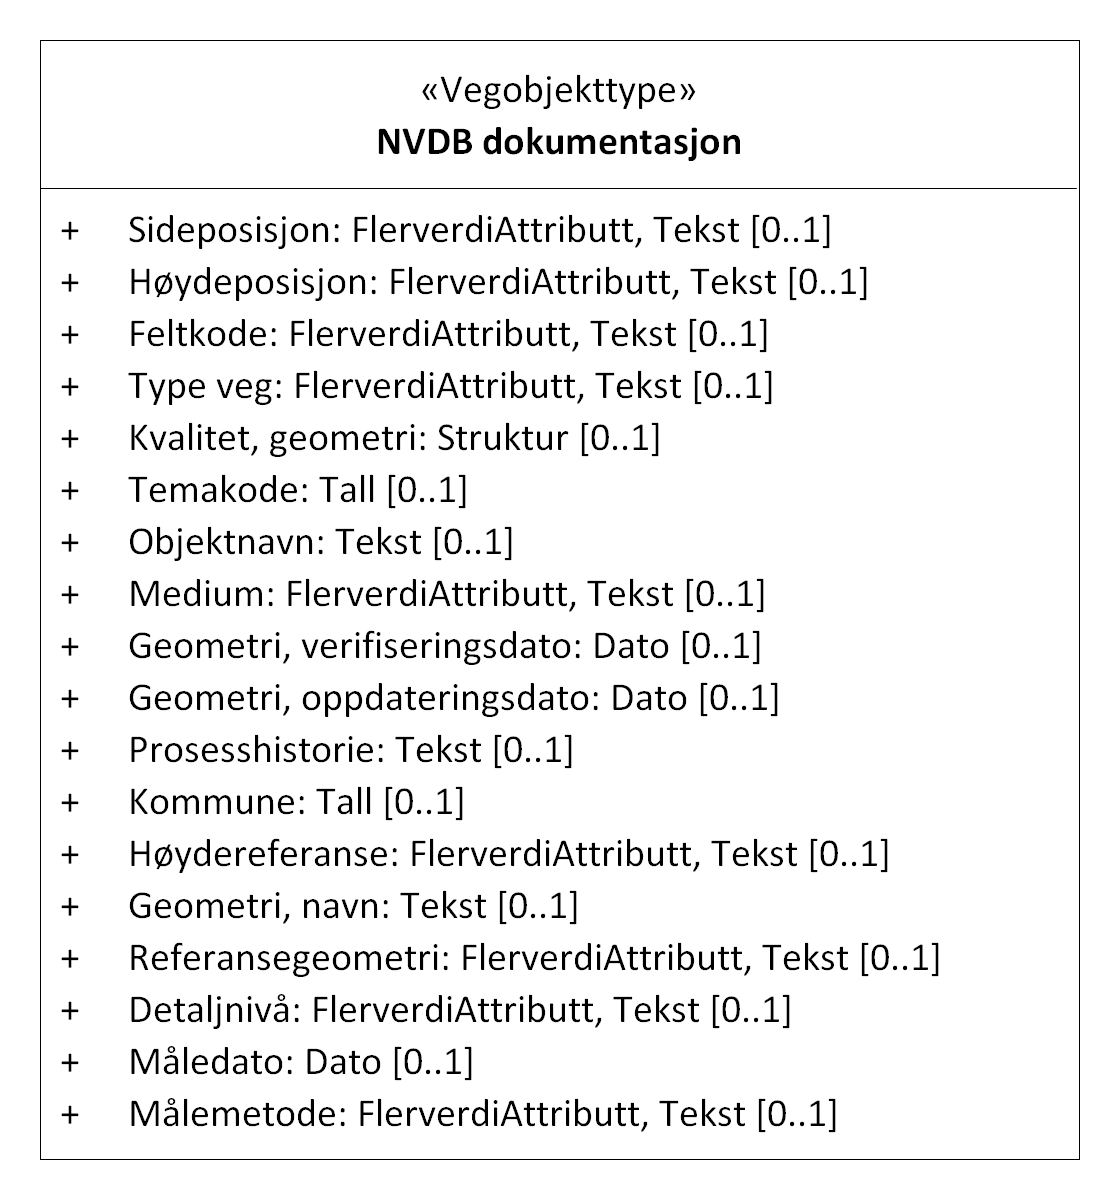 «Vegobjekttype»
NVDB dokumentasjon
+ Sideposisjon: FlerverdiAttributt, Tekst [0..1]
+ Høydeposisjon: FlerverdiAttributt, Tekst [0..1]
+ Feltkode: FlerverdiAttributt, Tekst [0..1]
+ Type veg: FlerverdiAttributt, Tekst [0..1]
+ Kvalitet, geometri: Struktur [0..1]
+ Temakode: Tall [0..1]
+ Objektnavn: Tekst [0..1]
+ Medium: FlerverdiAttributt, Tekst [0..1]
+ Geometri, verifiseringsdato: Dato [0..1]
+ Geometri, oppdateringsdato: Dato [0..1]
+ Prosesshistorie: Tekst [0..1]
+ Kommune: Tall [0..1]
+ Høydereferanse: FlerverdiAttributt, Tekst [0..1]
+ Geometri, navn: Tekst [0..1]
+ Referansegeometri: FlerverdiAttributt, Tekst [0..1]
+ Detaljnivå: FlerverdiAttributt, Tekst [0..1]
+ Måledato: Dato [0..1]
+ Målemetode: FlerverdiAttributt, Tekst [0..1]